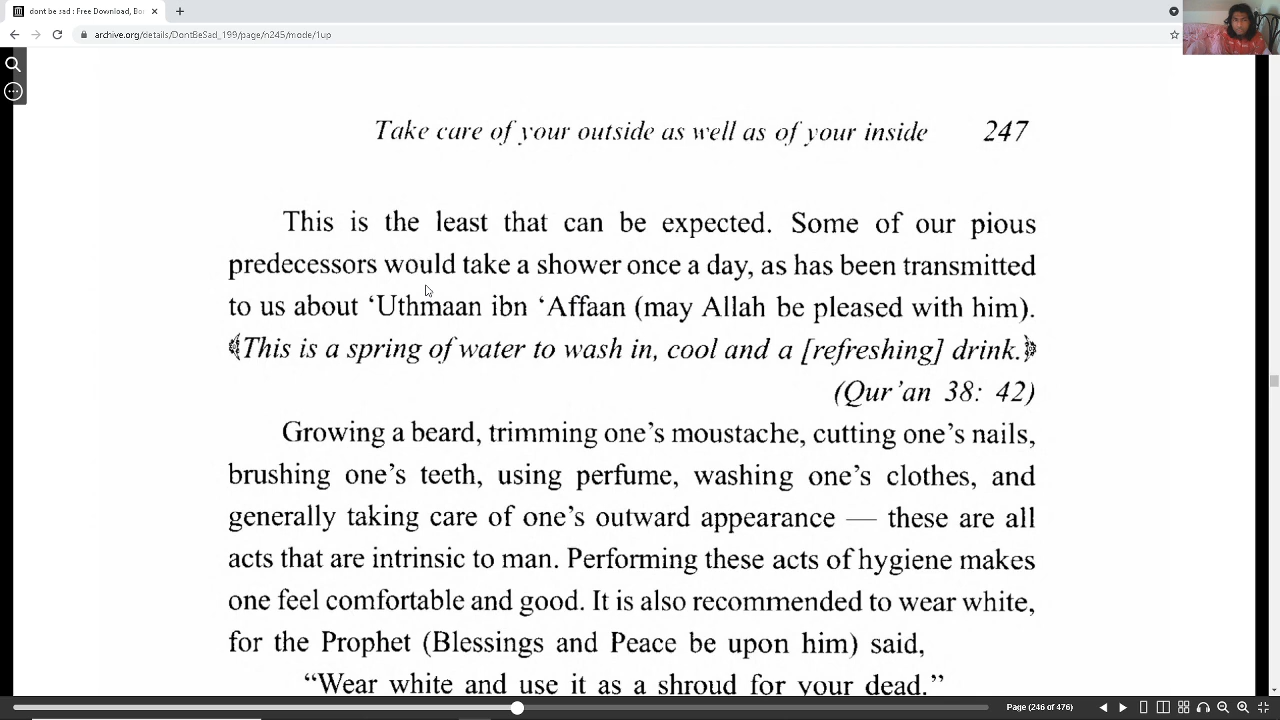 dont be sad : Free Download, Bo
archive.org/details/DontBeSad_199/page/n245/mode/1up
Take care of your outside as well as of your inside 247
This is the least that can be expected. Some of our pious
predecessors would take a shower once a day, as has been transmitted
to us about ‘Uthmaan ibn ‘Affaan (may Allah be pleased with him).
﴾This is a spring of water to wash in, cool and a [refreshing] drink.﴿
(Qur’an 38: 42)
Growing a beard, trimming one’s moustache, cutting one’s nails,
brushing one’s teeth, using perfume, washing one’s clothes, and
generally taking care of one’s outward appearance — these are all
acts that are intrinsic to man. Performing these acts of hygiene makes
one feel comfortable and good. It is also recommended to wear white,
for the Prophet (Blessings and Peace be upon him) said,
“Wear white and use it as a shroud for your dead.”
Page (246 of 476)